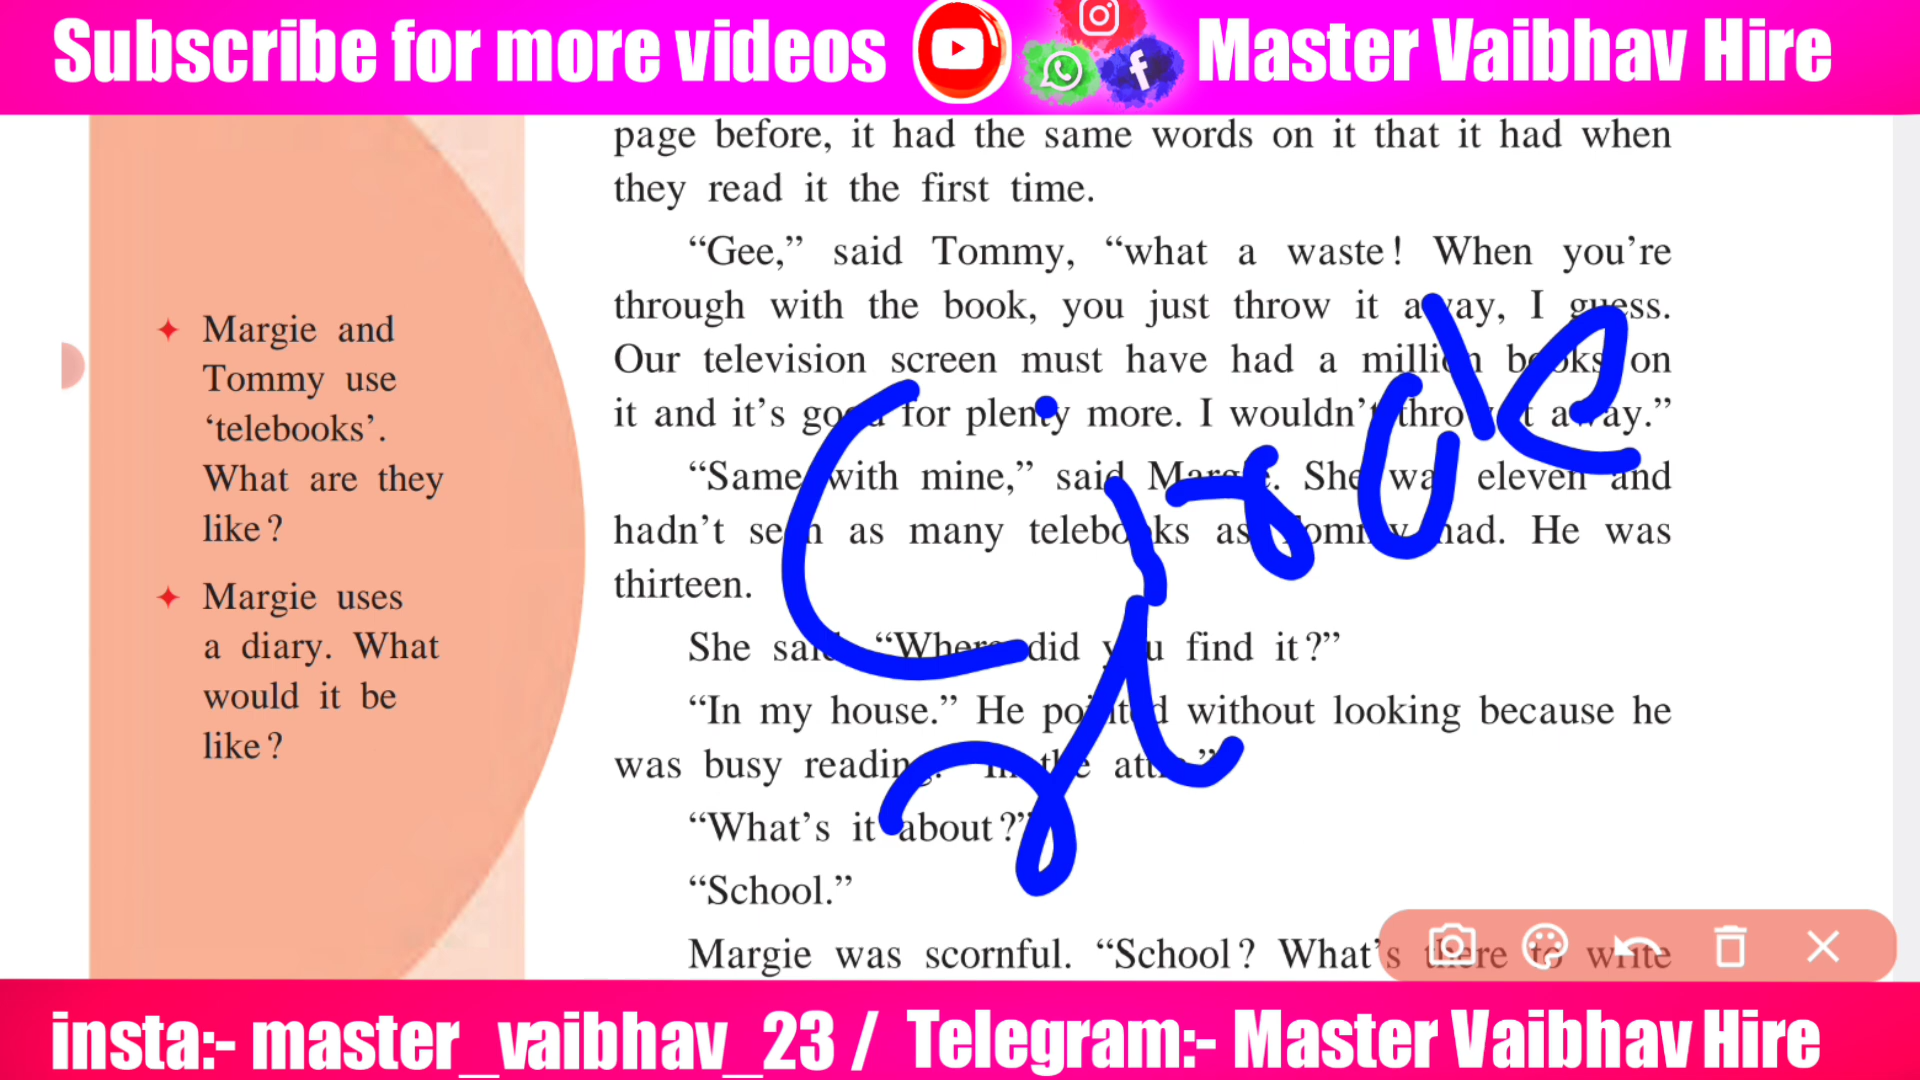 Subscribe for more videos Master Vaibhav Hire
page before, it had the same words on it that it had when
they read it the first time.
“Gee,” said Tommy, “what a waste! When you’re
through with the book, you just throw it away, I guess.
Our television screen must have had a million books on
it and it’s good for plenty more. I wouldn’t throw it away.”
“Same with mine,” said Margie. She was eleven and
hadn’t seen as many telebooks as Tommy had. He was
thirteen.
She said, “Where did you find it?”
“In my house.” He pointed without looking because he
was busy reading. “In the attic.”
“What’s it about?”
“School.”
Margie was scornful. “School? What’s there to write
✦ Margie and
Tommy use
‘telebooks’.
What are they
like?
✦ Margie uses
a diary. What
would it be
like?
Circle
insta:- master_vaibhav_23 / Telegram:- Master Vaibhav Hire